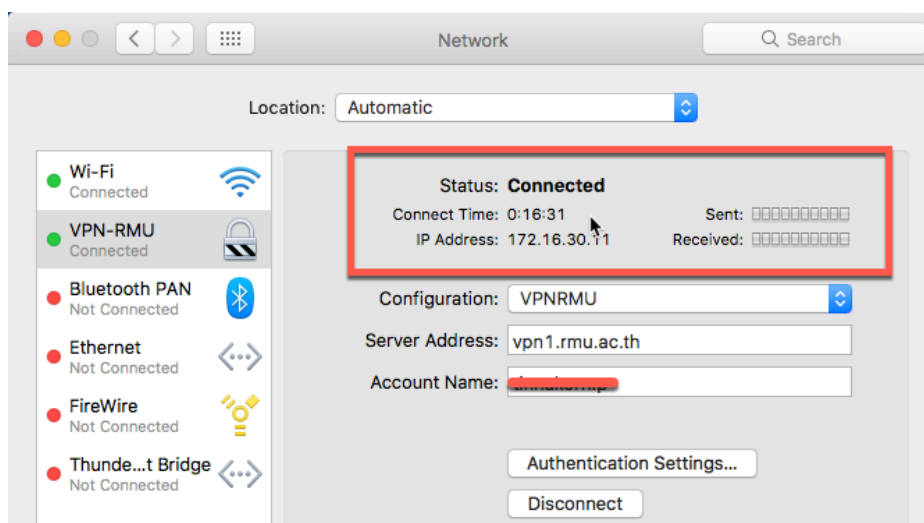 Network
Search
Location: Automatic
Wi-Fi
Connected
VPN-RMU
Connected
Bluetooth PAN
Not Connected
Ethernet
Not Connected
FireWire
Not Connected
Thunde...t Bridge
Not Connected
Status: Connected
Connect Time: 0:16:31
Sent:
IP Address: 172.16.30.11
Received:
Configuration: VPNRMU
Server Address: vpn1.rmu.ac.th
Account Name:
Authentication Settings...
Disconnect